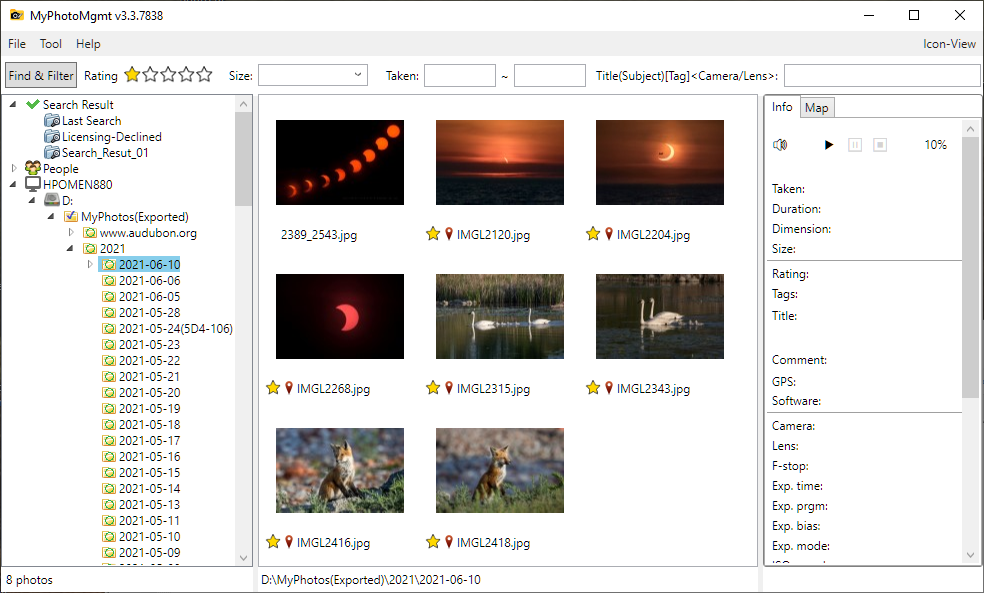 MyPhotoMgmt v3.3.7838
File Tool Help Icon-View
Find & Filter Rating Size: Taken: ~ Title(Subject)[Tag]<Camera/Lens>:
Search Result
Last Search
Licensing-Declined
Search_Resut_01
People
HPOMEN880
D:
MyPhotos(Exported)
www.audubon.org
2021
2021-06-10
2021-06-06
2021-06-05
2021-05-28
2021-05-24(5D4-106)
2021-05-23
2021-05-22
2021-05-21
2021-05-20
2021-05-19
2021-05-18
2021-05-17
2021-05-16
2021-05-15
2021-05-14
2021-05-13
2021-05-11
2021-05-10
2021-05-09
2389_2543.jpg IMGL2120.jpg IMGL2204.jpg
IMGL2268.jpg IMGL2315.jpg IMGL2343.jpg
IMGL2416.jpg IMGL2418.jpg
Info Map
10%
Taken:
Duration:
Dimension:
Size:
Rating:
Tags:
Title:
Comment:
GPS:
Software:
Camera:
Lens:
F-stop:
Exp. time:
Exp. prgm:
Exp. bias:
Exp. mode:
8 photos D:\MyPhotos(Exported)\2021\2021-06-10